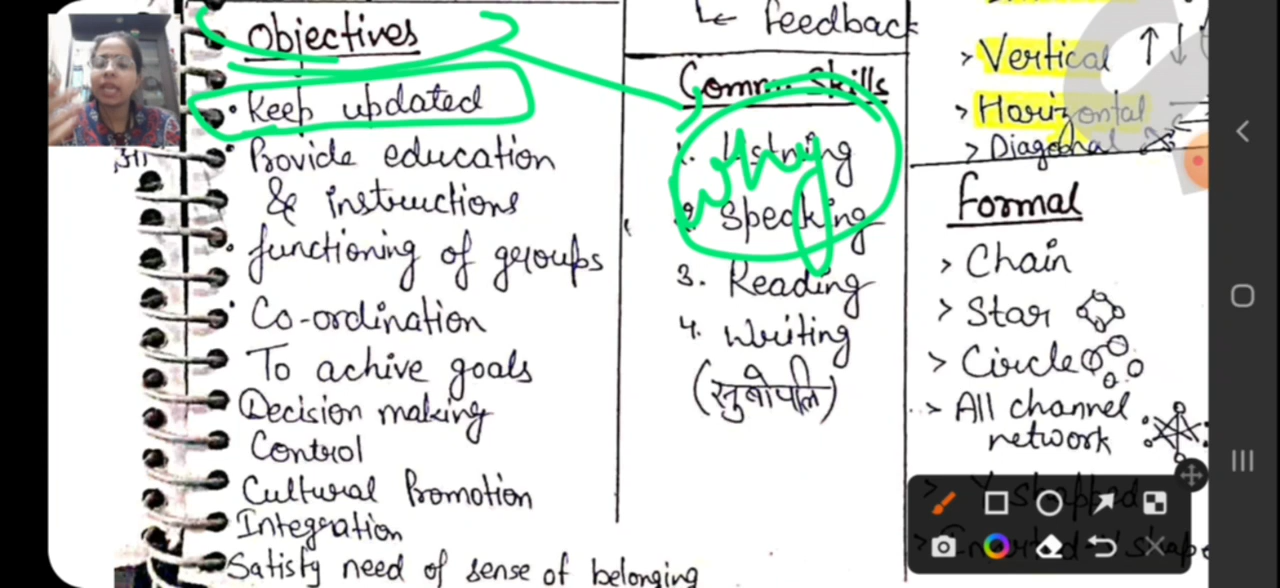 Objectives
• Keep updated
• Provide education
& instructions
• functioning of groups
• Co-ordination
To achive goals
Decision making
Control
Cultural Promotion
Integration
Satisfy need of sense of belonging
feedback
Comm. Skills
why
1. Listning
2. Speaking
3. Reading
4. Writing
(सुबोपलि)
> Vertical
> Horizontal
> Diagonal
Formal
> Chain
> Star
> Circle
> All channel
network